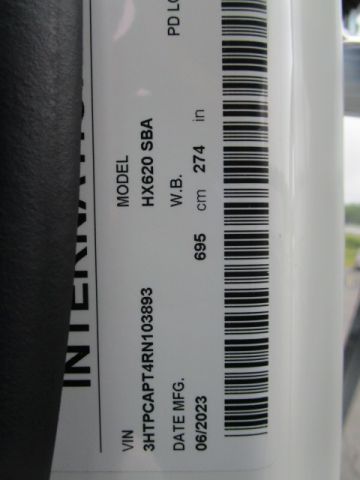 INTERNATIO
VIN MODEL
3HTPCAPT4RN103893 HX620 SBA
DATE MFG. W.B. PD LO
06/2023 695 cm 274 in